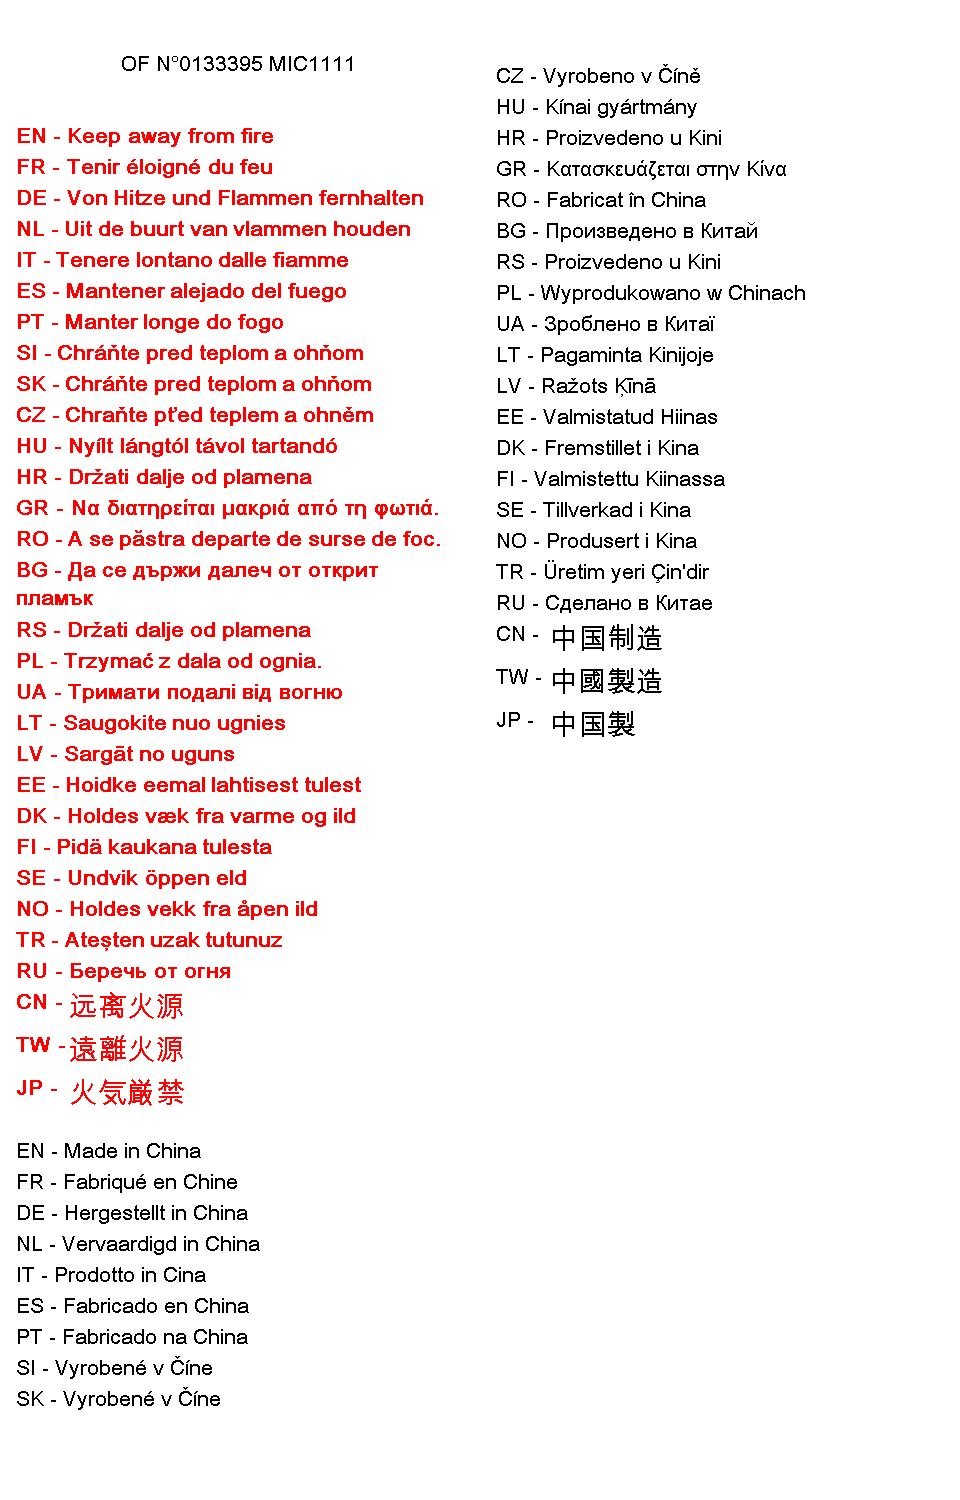 OF N°0133395 MIC1111
EN - Keep away from fire
FR - Tenir éloigné du feu
DE - Von Hitze und Flammen fernhalten
NL - Uit de buurt van vlammen houden
IT - Tenere lontano dalle fiamme
ES - Mantener alejado del fuego
PT - Manter longe do fogo
SI - Chráňte pred teplom a ohňom
SK - Chráňte pred teplom a ohňom
CZ - Chraňte pťed teplem a ohněm
HU - Nyílt lángtól távol tartandó
HR - Držati dalje od plamena
GR - Να διατηρείται μακριά από τη φωτιά.
RO - A se păstra departe de surse de foc.
BG - Да се държи далеч от открит
пламък
RS - Držati dalje od plamena
PL - Trzymać z dala od ognia.
UA - Тримати подалі від вогню
LT - Saugokite nuo ugnies
LV - Sargāt no uguns
EE - Hoidke eemal lahtisest tulest
DK - Holdes væk fra varme og ild
FI - Pidä kaukana tulesta
SE - Undvik öppen eld
NO - Holdes vekk fra åpen ild
TR - Ateşten uzak tutunuz
RU - Беречь от огня
CN - 远离火源
TW - 遠離火源
JP - 火気厳禁
EN - Made in China
FR - Fabriqué en Chine
DE - Hergestellt in China
NL - Vervaardigd in China
IT - Prodotto in Cina
ES - Fabricado en China
PT - Fabricado na China
SI - Vyrobené v Číne
SK - Vyrobené v Číne
CZ - Vyrobeno v Číně
HU - Kínai gyártmány
HR - Proizvedeno u Kini
GR - Κατασκευάζεται στην Κίνα
RO - Fabricat în China
BG - Произведено в Китай
RS - Proizvedeno u Kini
PL - Wyprodukowano w Chinach
UA - Зроблено в Китаї
LT - Pagaminta Kinijoje
LV - Ražots Ķīnā
EE - Valmistatud Hiinas
DK - Fremstillet i Kina
FI - Valmistettu Kiinassa
SE - Tillverkad i Kina
NO - Produsert i Kina
TR - Üretim yeri Çin'dir
RU - Сделано в Китае
CN - 中国制造
TW - 中國製造
JP - 中国製